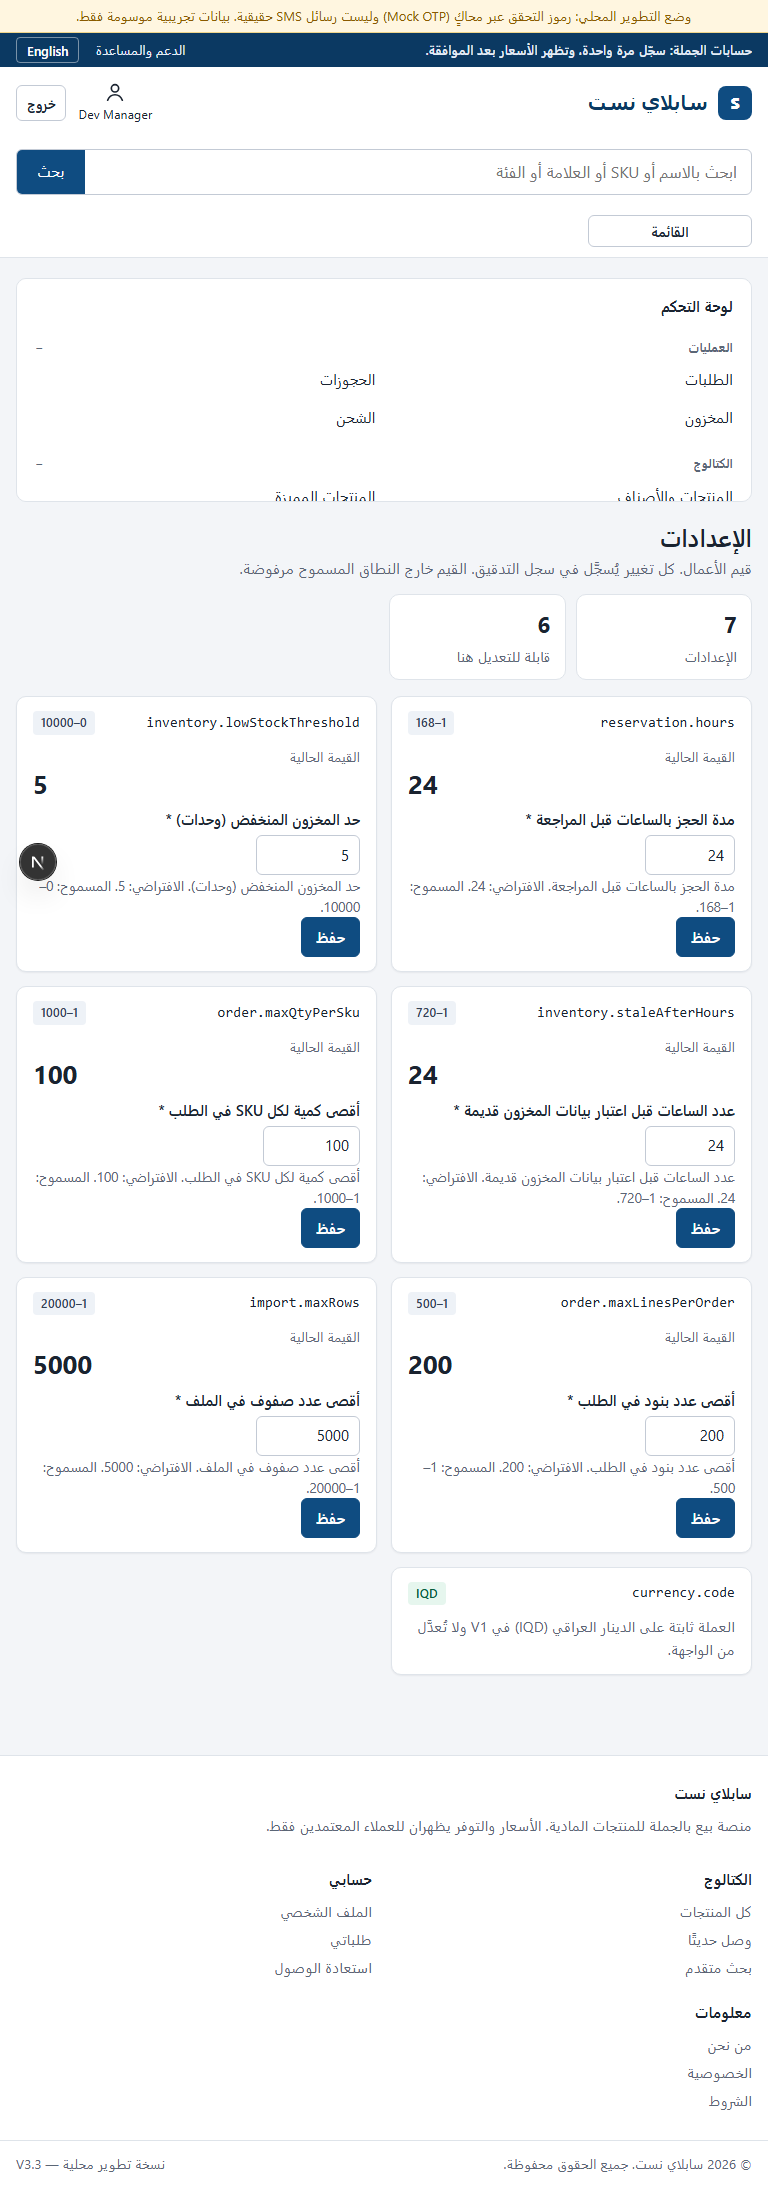 وضع التطوير المحلي: رموز التحقق عبر محاكٍ (Mock OTP) وليست رسائل SMS حقيقية. بيانات تجريبية موسومة فقط.
حسابات الجملة: سجّل مرة واحدة، وتظهر الأسعار بعد الموافقة.
الدعم والمساعدة
English
S
سابلاي نست
Dev Manager
خروج
ابحث بالاسم أو SKU أو العلامة أو الفئة
بحث
القائمة
لوحة التحكم
العمليات –
الطلبات
الحجوزات
المخزون
الشحن
الكتالوج –
المنتجات والأصناف
المنتجات المميزة
الإعدادات
قيم الأعمال. كل تغيير يُسجَّل في سجل التدقيق. القيم خارج النطاق المسموح مرفوضة.
7
الإعدادات
6
قابلة للتعديل هنا
reservation.hours
1–168
القيمة الحالية
24
مدة الحجز بالساعات قبل المراجعة *
24
مدة الحجز بالساعات قبل المراجعة. الافتراضي: 24. المسموح:
1–168.
حفظ
inventory.lowStockThreshold
0–10000
القيمة الحالية
5
حد المخزون المنخفض (وحدات) *
5
حد المخزون المنخفض (وحدات). الافتراضي: 5. المسموح: 0–
10000.
حفظ
inventory.staleAfterHours
1–720
القيمة الحالية
24
عدد الساعات قبل اعتبار بيانات المخزون قديمة *
24
عدد الساعات قبل اعتبار بيانات المخزون قديمة. الافتراضي:
24. المسموح: 1–720.
حفظ
order.maxQtyPerSku
1–1000
القيمة الحالية
100
أقصى كمية لكل SKU في الطلب *
100
أقصى كمية لكل SKU في الطلب. الافتراضي: 100. المسموح:
1–1000.
حفظ
order.maxLinesPerOrder
1–500
القيمة الحالية
200
أقصى عدد بنود في الطلب *
200
أقصى عدد بنود في الطلب. الافتراضي: 200. المسموح: 1–
500.
حفظ
import.maxRows
1–20000
القيمة الحالية
5000
أقصى عدد صفوف في الملف *
5000
أقصى عدد صفوف في الملف. الافتراضي: 5000. المسموح:
1–20000.
حفظ
currency.code
IQD
العملة ثابتة على الدينار العراقي (IQD) في V1 ولا تُعدَّل
من الواجهة.
N
سابلاي نست
منصة بيع بالجملة للمنتجات المادية. الأسعار والتوفر يظهران للعملاء المعتمدين فقط.
الكتالوج
كل المنتجات
وصل حديثًا
بحث متقدم
حسابي
الملف الشخصي
طلباتي
استعادة الوصول
معلومات
من نحن
الخصوصية
الشروط
© 2026 سابلاي نست. جميع الحقوق محفوظة.
نسخة تطوير محلية — V3.3